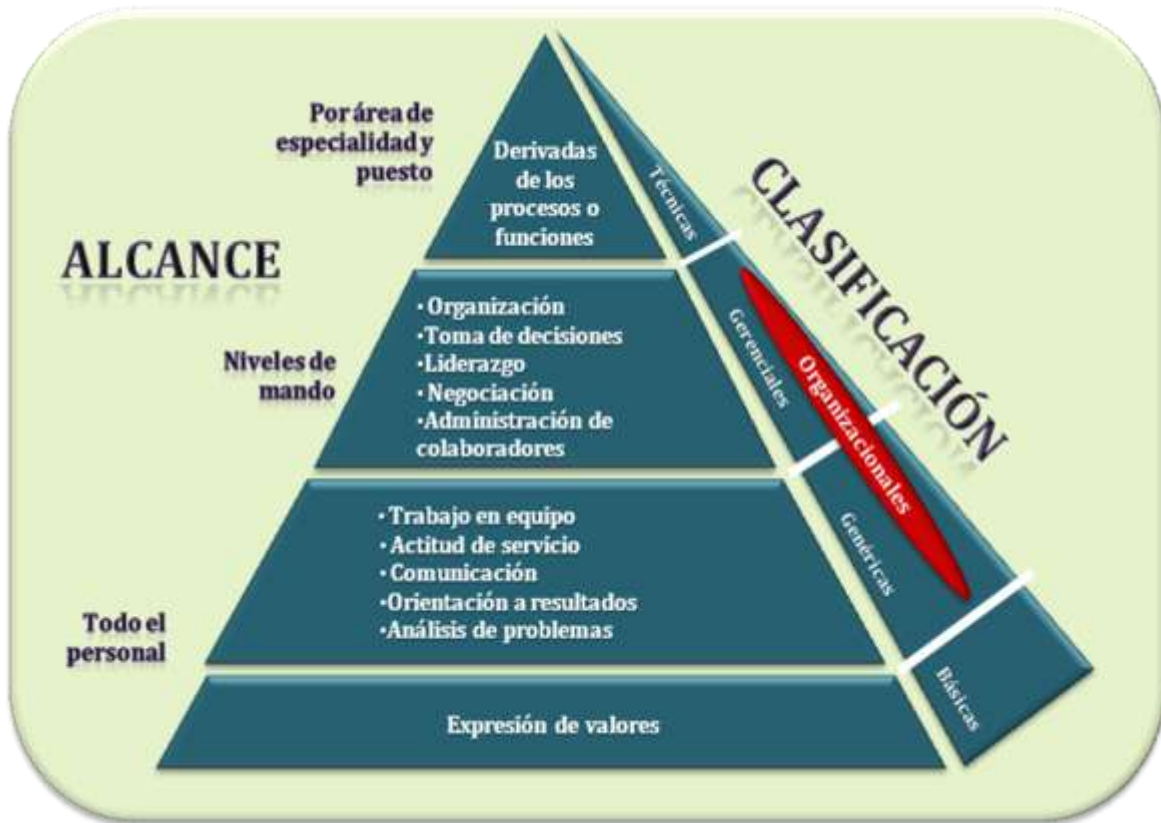 Por área de
especialidad y
puesto
ALCANCE
Niveles de
mando
Todo el
personal
Derivadas
de los
procesos o
funciones
•Organización
•Toma de decisiones
•Liderazgo
•Negociación
•Administración de
colaboradores
•Trabajo en equipo
•Actitud de servicio
•Comunicación
•Orientación a resultados
•Análisis de problemas
Expresión de valores
CLASIFICACIÓN
Técnicas
Gerenciales
Organizacionales
Genéricas
Básicas